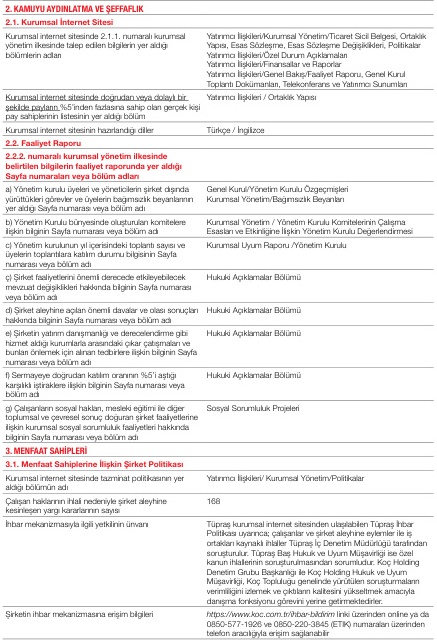 2. KAMUYU AYDINLATMA VE ŞEFFAFLIK
2.1. Kurumsal İnternet Sitesi
Kurumsal internet sitesinde 2.1.1. numaralı kurumsal
yönetim ilkesinde talep edilen bilgilerin yer aldığı
bölümlerin adları
Yatırımcı İlişkileri/Kurumsal Yönetim/Ticaret Sicil Belgesi, Ortaklık
Yapısı, Esas Sözleşme, Esas Sözleşme Değişiklikleri, Politikalar
Yatırımcı İlişkileri/Özel Durum Açıklamaları
Yatırımcı İlişkileri/Finansallar ve Raporlar
Yatırımcı İlişkileri/Genel Bakış/Faaliyet Raporu, Genel Kurul
Toplantı Dokümanları, Telekonferans ve Yatırımcı Sunumları
Kurumsal internet sitesinde doğrudan veya dolaylı bir
şekilde payların %5'inden fazlasına sahip olan gerçek kişi
pay sahiplerinin listesinin yer aldığı bölüm
Yatırımcı İlişkileri / Ortaklık Yapısı
Kurumsal internet sitesinin hazırlandığı diller
Türkçe / İngilizce
2.2. Faaliyet Raporu
2.2.2. numaralı kurumsal yönetim ilkesinde
belirtilen bilgilerin faaliyet raporunda yer aldığı
Sayfa numaraları veya bölüm adları
a) Yönetim kurulu üyeleri ve yöneticilerin şirket dışında
yürüttükleri görevler ve üyelerin bağımsızlık beyanlarının
yer aldığı Sayfa numarası veya bölüm adı
Genel Kurul/Yönetim Kurulu Özgeçmişleri
Kurumsal Yönetim/Bağımsızlık Beyanları
b) Yönetim Kurulu bünyesinde oluşturulan komitelere
ilişkin bilginin Sayfa numarası veya bölüm adı
Kurumsal Yönetim / Yönetim Kurulu Komitelerinin Çalışma
Esasları ve Etkinliğine İlişkin Yönetim Kurulu Değerlendirmesi
c) Yönetim kurulunun yıl içerisindeki toplantı sayısı ve
üyelerin toplantılara katılım durumu bilgisinin Sayfa
numarası veya bölüm adı
Kurumsal Uyum Raporu /Yönetim Kurulu
ç) Şirket faaliyetlerini önemli derecede etkileyebilecek
mevzuat değişiklikleri hakkında bilginin Sayfa numarası
veya bölüm adı
Hukuki Açıklamalar Bölümü
d) Şirket aleyhine açılan önemli davalar ve olası sonuçları
hakkında bilginin Sayfa numarası veya bölüm adı
Hukuki Açıklamalar Bölümü
e) Şirketin yatırım danışmanlığı ve derecelendirme gibi
hizmet aldığı kurumlarla arasındaki çıkar çatışmaları ve
bunları önlemek için alınan tedbirlere ilişkin bilginin Sayfa
numarası veya bölüm adı
Hukuki Açıklamalar Bölümü
f) Sermayeye doğrudan katılım oranının %5'i aştığı
karşılıklı iştiraklere ilişkin bilginin Sayfa numarası veya
bölüm adı
Hukuki Açıklamalar Bölümü
g) Çalışanların sosyal hakları, mesleki eğitimi ile diğer
toplumsal ve çevresel sonuç doğuran şirket faaliyetlerine
ilişkin kurumsal sosyal sorumluluk faaliyetleri hakkında
bilginin Sayfa numarası veya bölüm adı
Sosyal Sorumluluk Projeleri
3. MENFAAT SAHİPLERİ
3.1. Menfaat Sahiplerine İlişkin Şirket Politikası
Kurumsal internet sitesinde tazminat politikasının yer
aldığı bölümün adı
Yatırımcı İlişkileri/ Kurumsal Yönetim/Politikalar
Çalışan haklarının ihlali nedeniyle şirket aleyhine
kesinleşen yargı kararlarının sayısı
168
İhbar mekanizmasıyla ilgili yetkilinin ünvanı
Tüpraş kurumsal internet sitesinden ulaşılabilen Tüpraş İhbar
Politikası uyarınca; çalışanlar ve şirket aleyhine eylemler ile iş
ortakları kaynaklı ihlaller Tüpraş İç Denetim Müdürlüğü tarafından
soruşturulur. Tüpraş Baş Hukuk ve Uyum Müşavirliği ise özel
kanun ihlallerinin soruşturulmasından sorumludur. Koç Holding
Denetim Grubu Başkanlığı ile Koç Holding Hukuk ve Uyum
Müşavirliği, Koç Topluluğu genelinde yürütülen soruşturmaların
verimliliğini izlemek ve çıktıların kalitesini yükseltmek amacıyla
danışma fonksiyonu görevini yerine getirmektedirler.
Şirketin ihbar mekanizmasına erişim bilgileri
https://www.koc.com.tr/ihbar-bildirim linki üzerinden online ya da
0850-577-1926 ve 0850-220-3845 (ETİK) numaraları üzerinden
telefon aracılığıyla erişim sağlanabilir